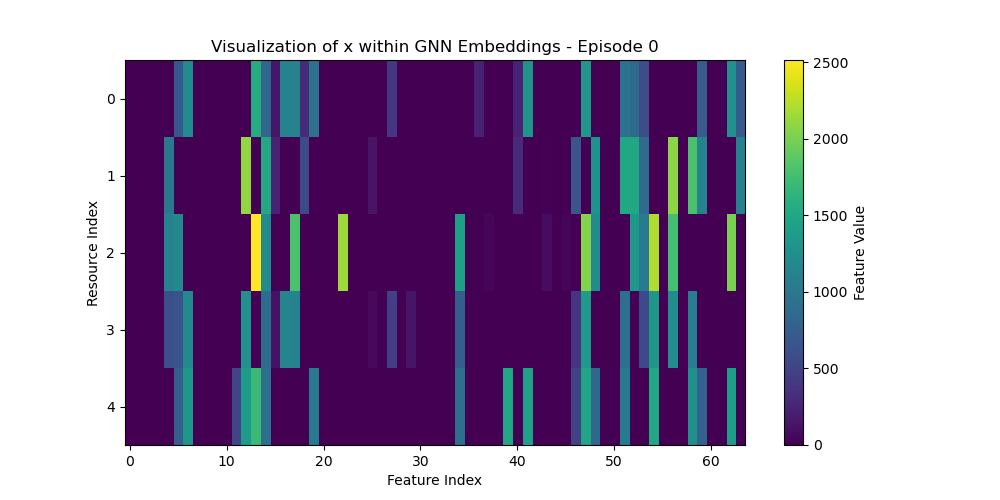 Visualization of x within GNN Embeddings - Episode 0
Resource Index
0
1
2
3
4
0 10 20 30 40 50 60
Feature Index
2500
2000
1500
1000
500
0
Feature Value